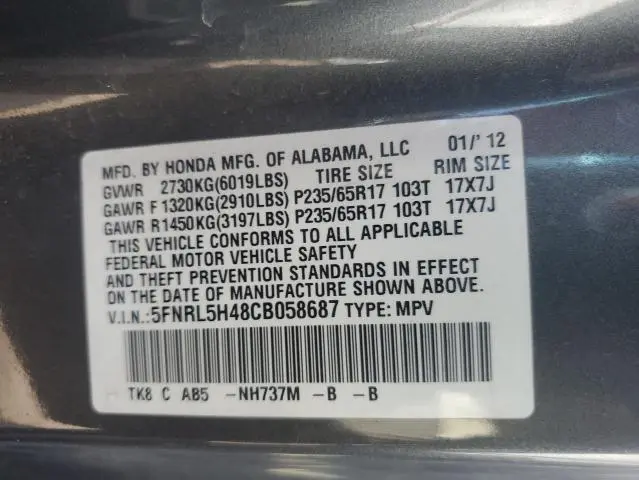 MFD. BY HONDA MFG. OF ALABAMA, LLC 01/' 12
GVWR 2730KG(6019LBS) TIRE SIZE RIM SIZE
GAWR F 1320KG(2910LBS) P235/65R17 103T 17X7J
GAWR R1450KG(3197LBS) P235/65R17 103T 17X7J
THIS VEHICLE CONFORMS TO ALL APPLICABLE
FEDERAL MOTOR VEHICLE SAFETY
AND THEFT PREVENTION STANDARDS IN EFFECT
ON THE DATE OF MANUFACTURE SHOWN ABOVE.
V.I.N.:5FNRL5H48CB058687 TYPE: MPV
TK8 C AB5 -NH737M -B -B